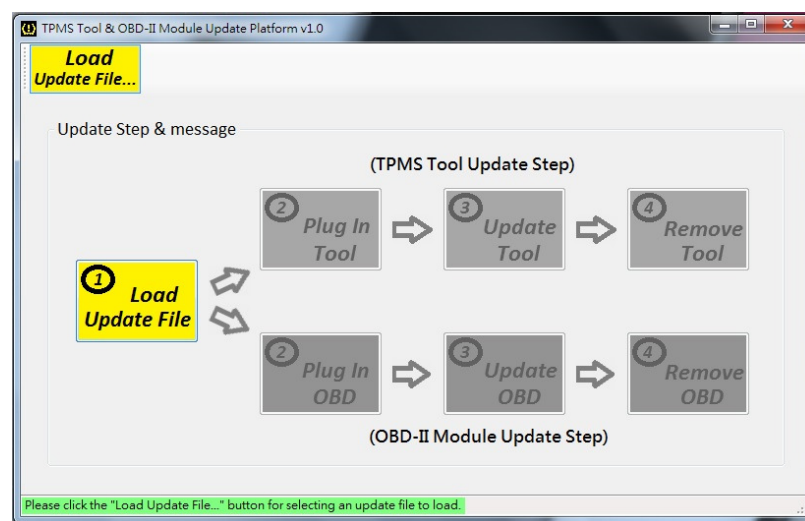 TPMS Tool & OBD-II Module Update Platform v1.0
Load
Update File...
Update Step & message
(TPMS Tool Update Step)
2
Plug In
Tool
3
Update
Tool
4
Remove
Tool
1
Load
Update File
2
Plug In
OBD
3
Update
OBD
4
Remove
OBD
(OBD-II Module Update Step)
Please click the "Load Update File..." button for selecting an update file to load.